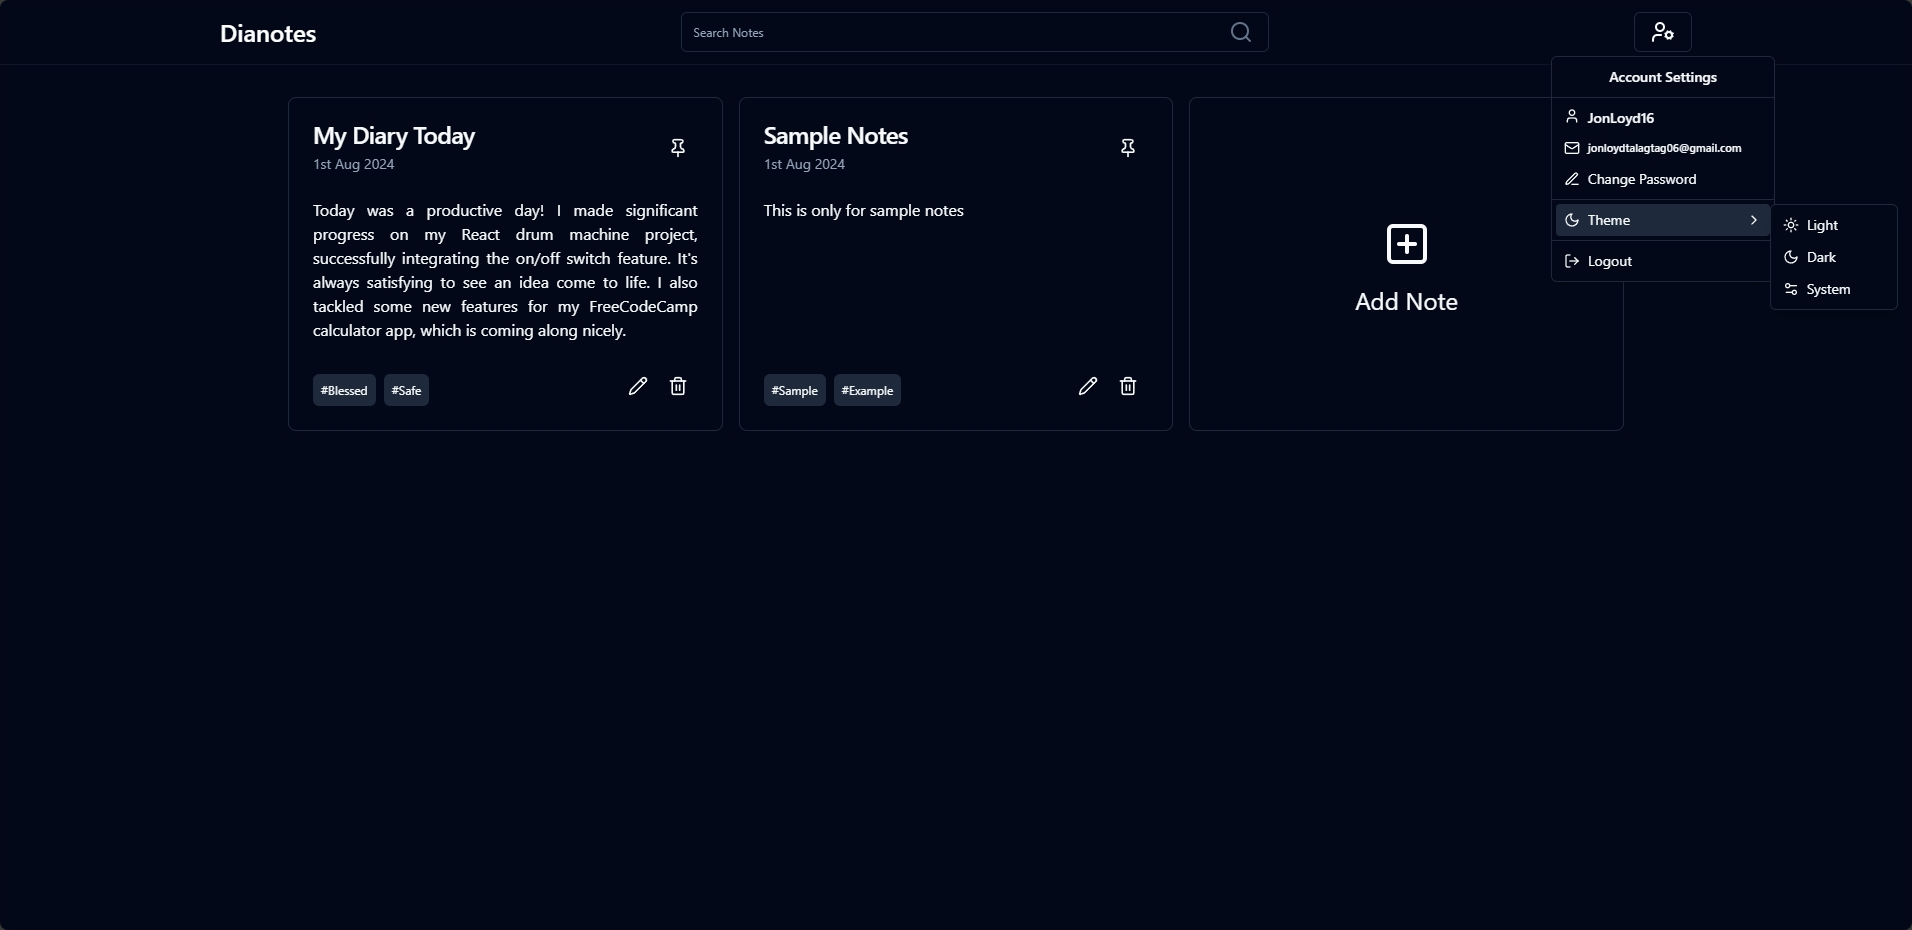 Dianotes
Search Notes
Account Settings
JonLoyd16
jonloydtalagtag06@gmail.com
Change Password
Theme
Logout
Light
Dark
System
My Diary Today
1st Aug 2024
Today was a productive day! I made significant
progress on my React drum machine project,
successfully integrating the on/off switch feature. It's
always satisfying to see an idea come to life. I also
tackled some new features for my FreeCodeCamp
calculator app, which is coming along nicely.
#Blessed #Safe
Sample Notes
1st Aug 2024
This is only for sample notes
#Sample #Example
Add Note